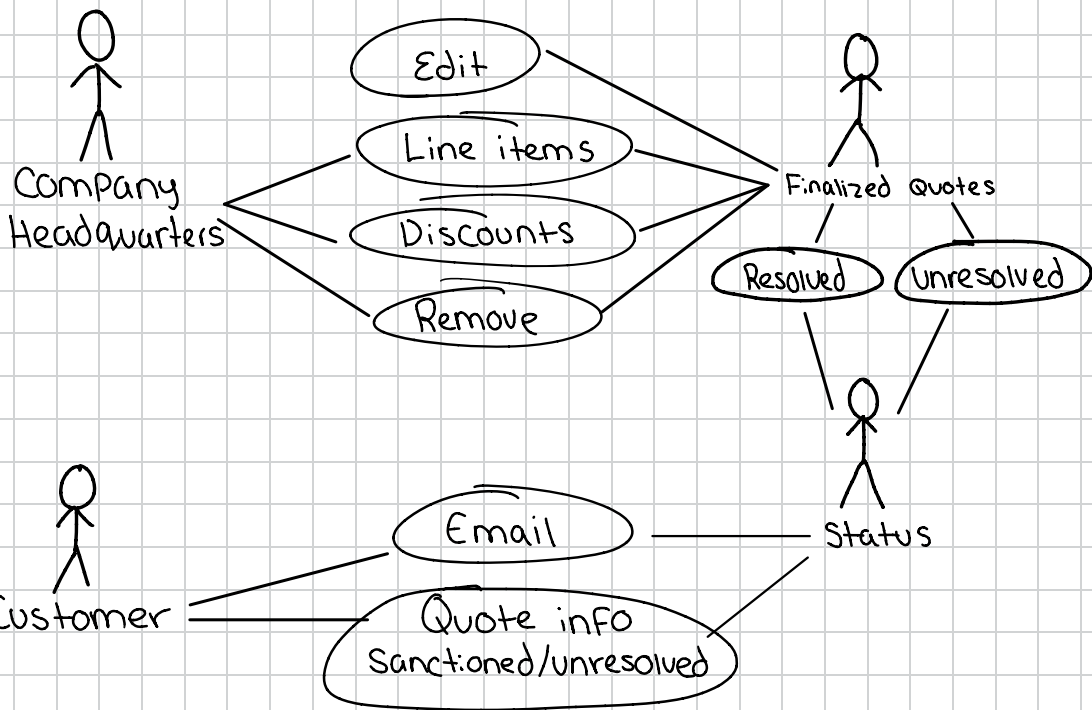 Edit
Line items
Company
Headquarters
Discounts
Remove
Finalized Quotes
Resolved
unresolved
Email
Status
Customer
Quote info
Sanctioned/unresolved